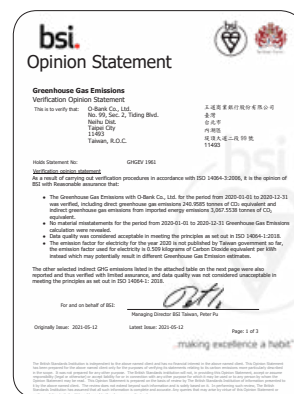 bsi.
Opinion Statement
Greenhouse Gas Emissions
Verification Opinion Statement
This is to verify that:
O-Bank Co., Ltd.
No. 99, Sec. 2, Tiding Blvd.
Neihu Dist.
Taipei City
11493
Taiwan, R.O.C.
王道商業銀行股份有限公司
臺灣
台北市
內湖區
堤頂大道二段 99 號
11493
Holds Statement No:
GHGEV 1961
Verification opinion statement
As a result of carrying out verification procedures in accordance with ISO 14064-3:2006, it is the opinion of
BSI with Reasonable assurance that:
● The Greenhouse Gas Emissions with O-Bank Co., Ltd. for the period from 2020-01-01 to 2020-12-31
was verified, including direct greenhouse gas emissions 240.9585 tonnes of CO₂ equivalent and
indirect greenhouse gas emissions from imported energy emissions 3,067.5538 tonnes of CO₂
equivalent.
● No material misstatements for the period from 2020-01-01 to 2020-12-31 Greenhouse Gas Emissions
calculation were revealed.
● Data quality was considered acceptable in meeting the principles as set out in ISO 14064-1:2018.
● The emission factor for electricity for the year 2020 is not published by Taiwan government so far,
the emission factor used for electricity is 0.509 kilograms of Carbon Dioxide equivalent per kWh
instead which may potentially result in different Greenhouse Gas Emission estimates.
The other selected indirect GHG emissions listed in the attached table on the next page were also
reported and thus verified with limited assurance, and data quality was not considered unacceptable in
meeting the principles as set out in ISO 14064-1: 2018.
For and on behalf of BSI:
Managing Director BSI Taiwan, Peter Pu
Originally Issue: 2021-05-12
Latest Issue: 2021-05-12
Page: 1 of 3
...making excellence a habit